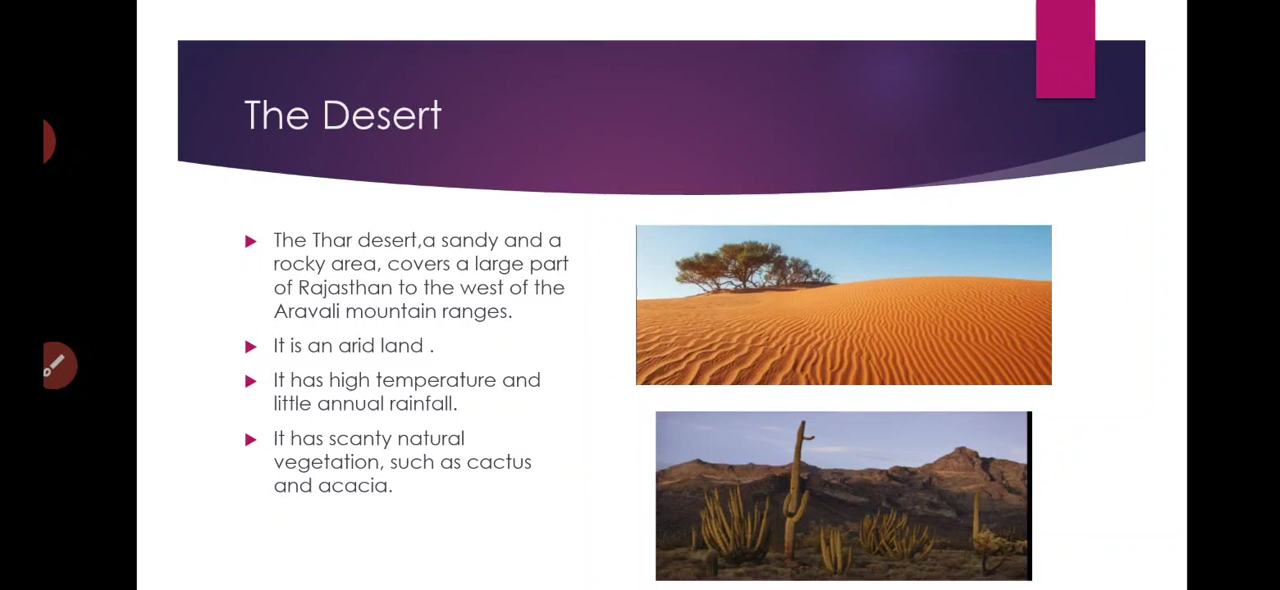 The Desert
The Thar desert,a sandy and a
rocky area, covers a large part
of Rajasthan to the west of the
Aravali mountain ranges.
It is an arid land .
It has high temperature and
little annual rainfall.
It has scanty natural
vegetation, such as cactus
and acacia.